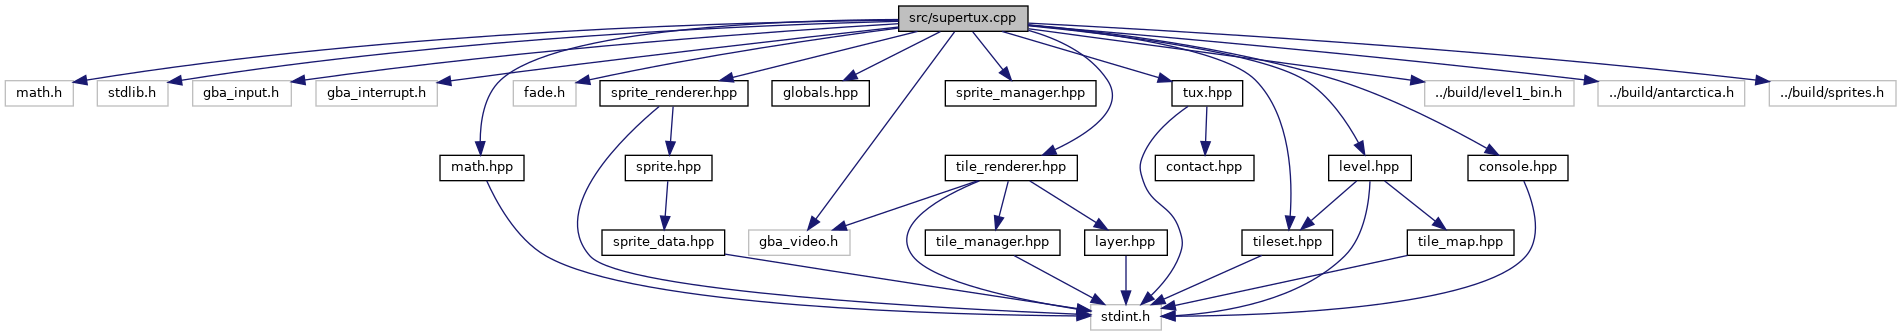 src/supertux.cpp
math.h
stdlib.h
gba_input.h
gba_interrupt.h
fade.h
sprite_renderer.hpp
globals.hpp
sprite_manager.hpp
tux.hpp
../build/level1_bin.h
../build/antarctica.h
../build/sprites.h
math.hpp
sprite.hpp
tile_renderer.hpp
contact.hpp
level.hpp
console.hpp
sprite_data.hpp
gba_video.h
tile_manager.hpp
layer.hpp
tileset.hpp
tile_map.hpp
stdint.h